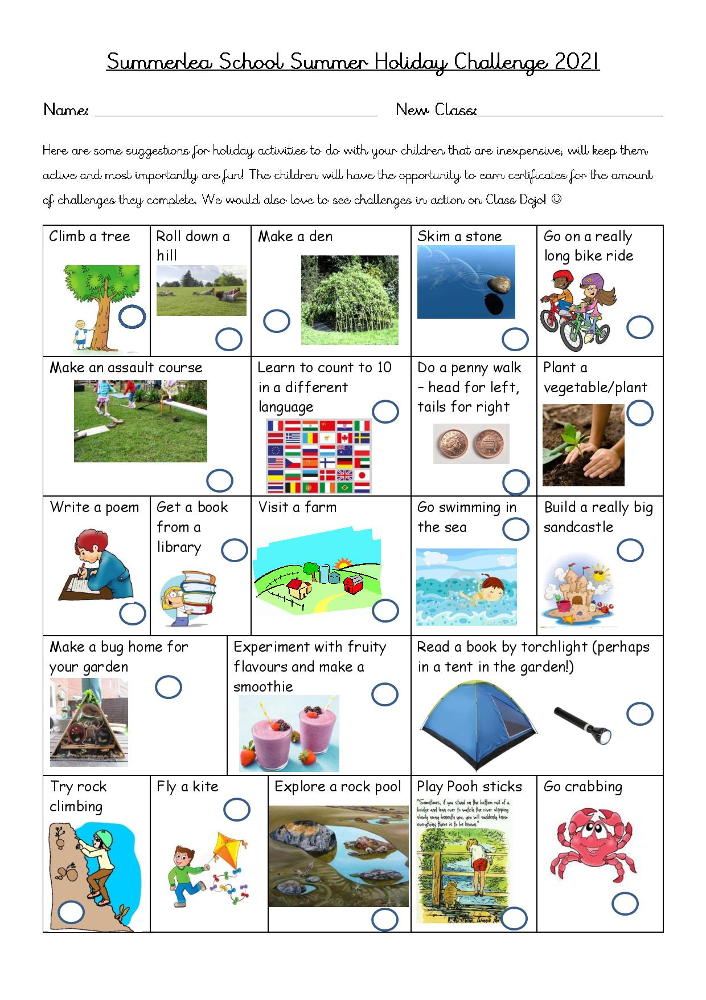 Summerlea School Summer Holiday Challenge 2021
Name: New Class:
Here are some suggestions for holiday activities to do with your children that are inexpensive, will keep them
active and most importantly are fun! The children will have the opportunity to earn certificates for the amount
of challenges they complete. We would also love to see challenges in action on Class Dojo! ☺
Climb a tree
Roll down a
hill
Make a den
Skim a stone
Go on a really
long bike ride
Make an assault course
Learn to count to 10
in a different
language
Do a penny walk
– head for left,
tails for right
Plant a
vegetable/plant
Write a poem
Get a book
from a
library
Visit a farm
Go swimming in
the sea
Build a really big
sandcastle
Make a bug home for
your garden
Experiment with fruity
flavours and make a
smoothie
Read a book by torchlight (perhaps
in a tent in the garden!)
Try rock
climbing
Fly a kite
Explore a rock pool
Play Pooh sticks
"Sometimes, if you stand on the bottom rail of a
bridge and lean over to watch the river slipping
slowly away beneath you, you will suddenly know
everything there is to be known."
A. A. Milne, Winnie the
Go crabbing